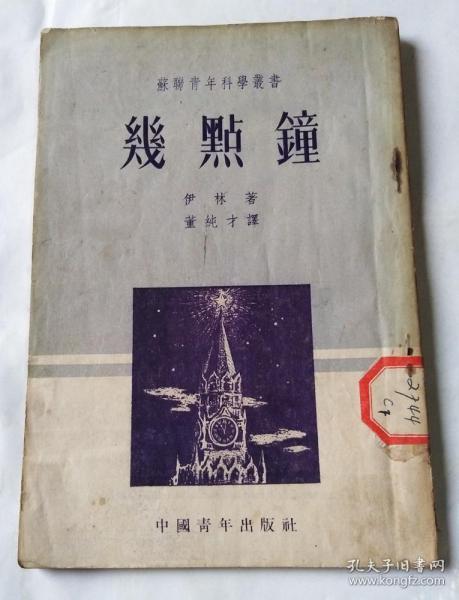 蘇聯青年科學叢書
幾點鐘
伊林著
董純才譯
中國青年出版社
孔夫子旧书网
www.kongfz.com